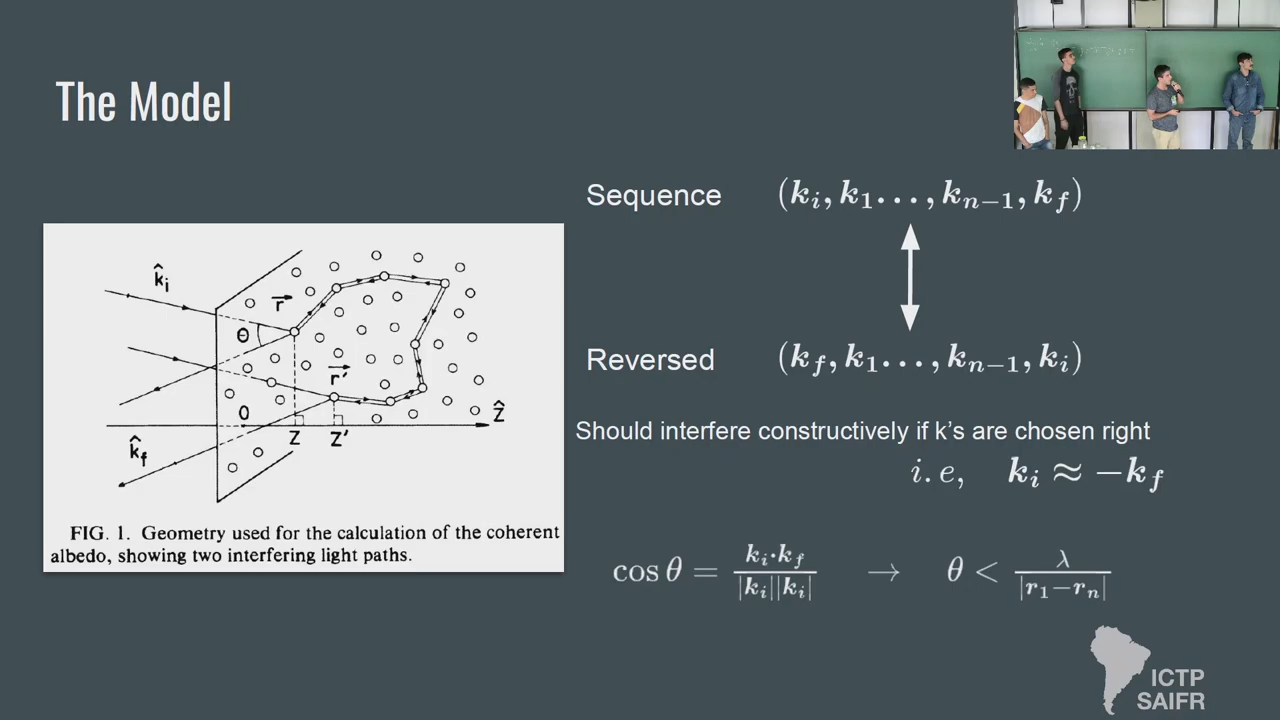 The Model
Sequence (k_i, k_1 ..., k_{n-1}, k_f)
Reversed (k_f, k_1 ..., k_{n-1}, k_i)
Should interfere constructively if k's are chosen right
i.e, k_i ≈ -k_f
cos θ = k_i·k_f / |k_i||k_i| → θ < λ / |r_1-r_n|
k̂_i
r⃗
Θ
r⃗'
O
Ẑ
Z Z'
k̂_f
FIG. 1. Geometry used for the calculation of the coherent
albedo, showing two interfering light paths.
ICTP
SAIFR